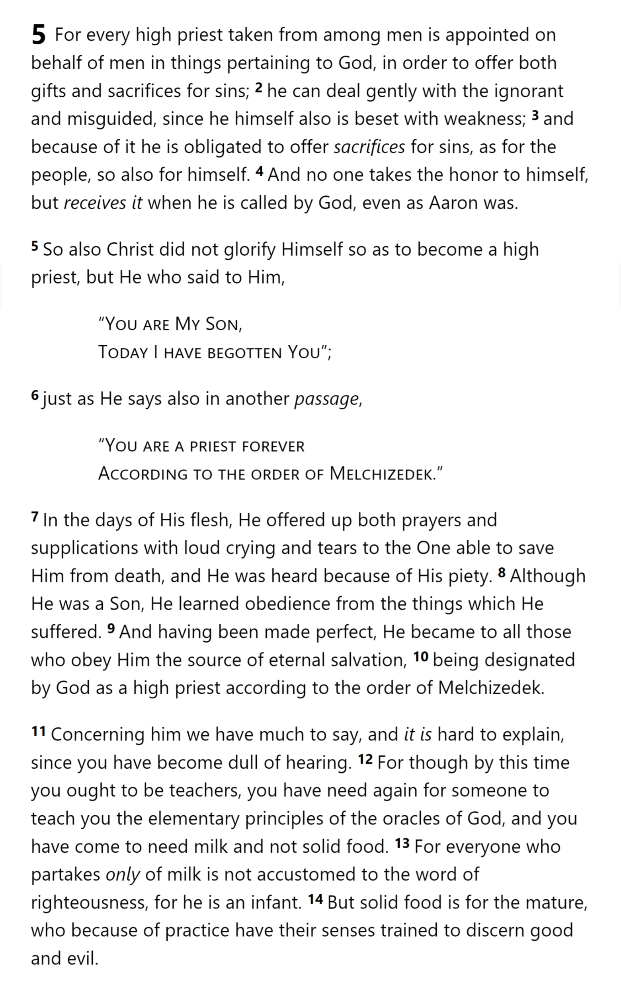 5 For every high priest taken from among men is appointed on
behalf of men in things pertaining to God, in order to offer both
gifts and sacrifices for sins; 2 he can deal gently with the ignorant
and misguided, since he himself also is beset with weakness; 3 and
because of it he is obligated to offer sacrifices for sins, as for the
people, so also for himself. 4 And no one takes the honor to himself,
but receives it when he is called by God, even as Aaron was.
5 So also Christ did not glorify Himself so as to become a high
priest, but He who said to Him,
“You are My Son,
Today I have begotten You”;
6 just as He says also in another passage,
“You are a priest forever
According to the order of Melchizedek.”
7 In the days of His flesh, He offered up both prayers and
supplications with loud crying and tears to the One able to save
Him from death, and He was heard because of His piety. 8 Although
He was a Son, He learned obedience from the things which He
suffered. 9 And having been made perfect, He became to all those
who obey Him the source of eternal salvation, 10 being designated
by God as a high priest according to the order of Melchizedek.
11 Concerning him we have much to say, and it is hard to explain,
since you have become dull of hearing. 12 For though by this time
you ought to be teachers, you have need again for someone to
teach you the elementary principles of the oracles of God, and you
have come to need milk and not solid food. 13 For everyone who
partakes only of milk is not accustomed to the word of
righteousness, for he is an infant. 14 But solid food is for the mature,
who because of practice have their senses trained to discern good
and evil.